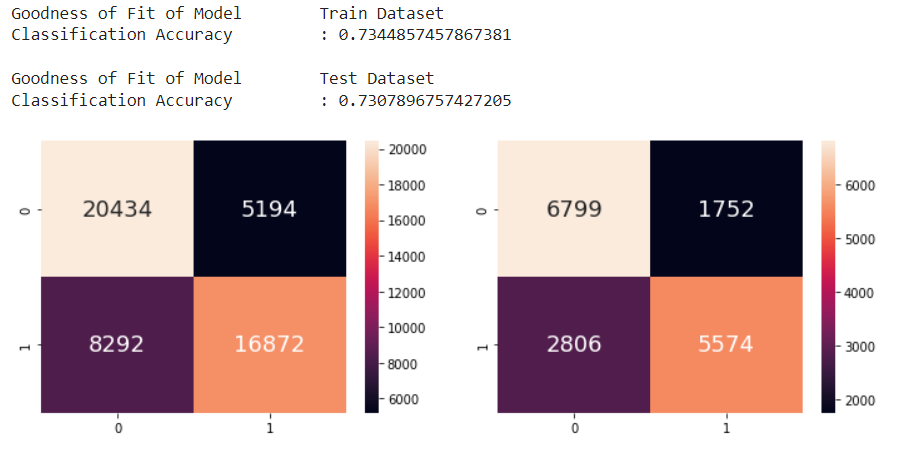 Goodness of Fit of Model        Train Dataset
Classification Accuracy         : 0.7344857457867381
Goodness of Fit of Model        Test Dataset
Classification Accuracy         : 0.7307896757427205
0 20434 5194
1 8292 16872
0 1
20000
18000
16000
14000
12000
10000
8000
6000
0 6799 1752
1 2806 5574
0 1
6000
5000
4000
3000
2000